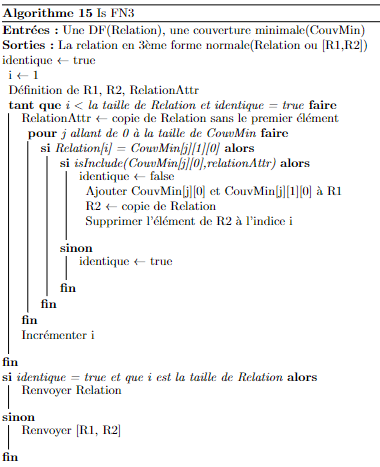 Algorithme 15 Is FN3
Entrées : Une DF(Relation), une couverture minimale(CouvMin)
Sorties : La relation en 3ème forme normale(Relation ou [R1,R2])
identique ← true
i ← 1
Définition de R1, R2, RelationAttr
tant que i < la taille de Relation et identique = true faire
RelationAttr ← copie de Relation sans le premier élément
pour j allant de 0 à la taille de CouvMin faire
si Relation[i] = CouvMin[j][1][0] alors
si isInclude(CouvMin[j][0],relationAttr) alors
identique ← false
Ajouter CouvMin[j][0] et CouvMin[j][1][0] à R1
R2 ← copie de Relation
Supprimer l'élément de R2 à l'indice i
sinon
identique ← true
fin
fin
fin
Incrémenter i
fin
si identique = true et que i est la taille de Relation alors
Renvoyer Relation
sinon
Renvoyer [R1, R2]
fin